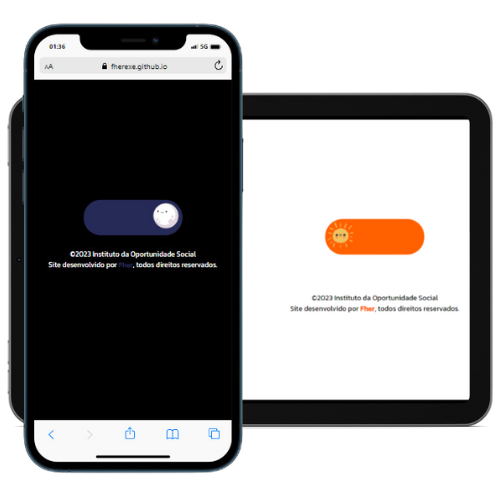 01:36
5G
AA
fherexe.github.io
©2023 Instituto da Oportunidade Social
Site desenvolvido por Fher, todos direitos reservados.
©2023 Instituto da Oportunidade Social
Site desenvolvido por Fher, todos direitos reservados.